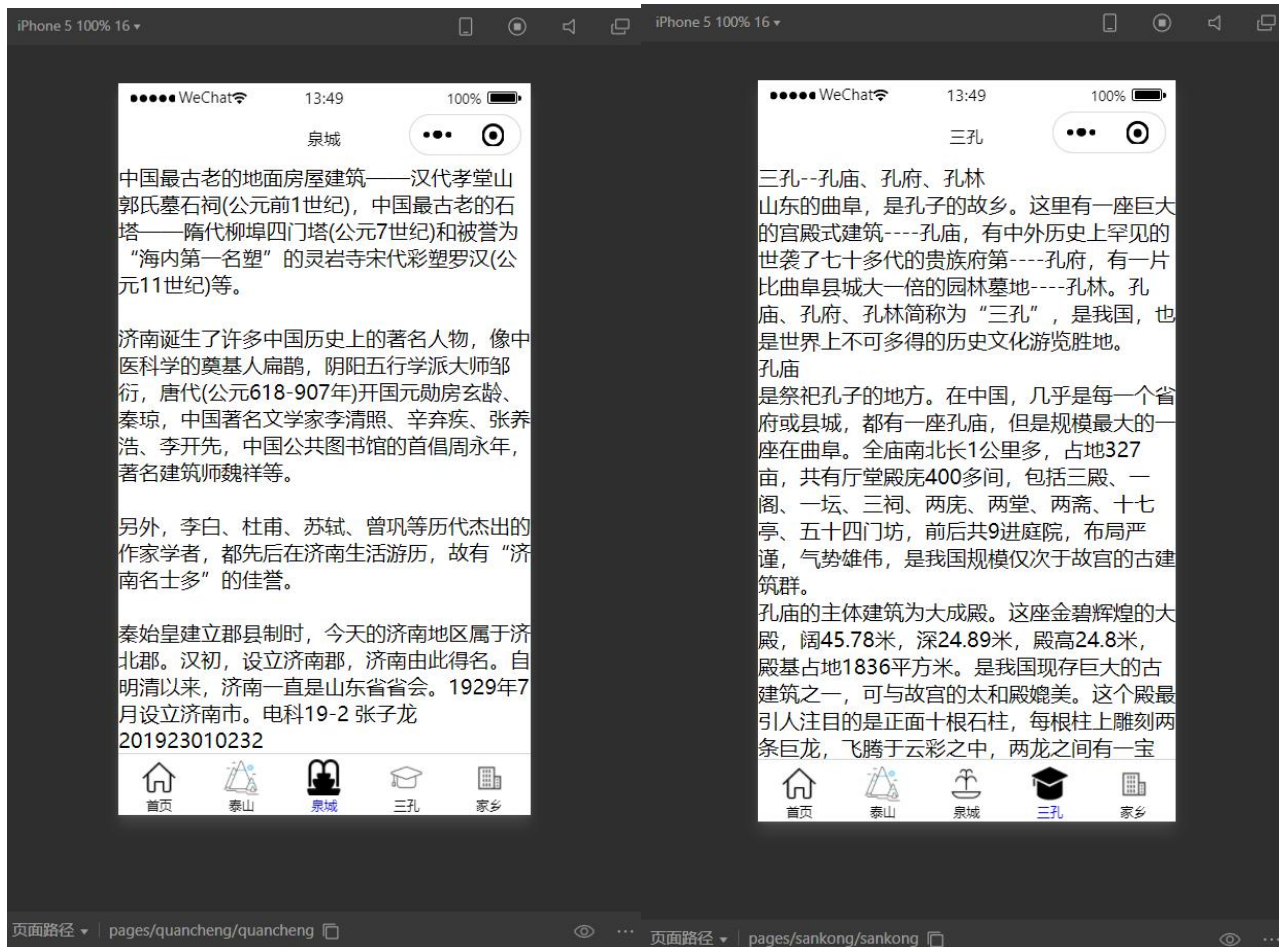 iPhone 5 100% 16
WeChat
13:49
100%
泉城
中国最古老的地面房屋建筑——汉代孝堂山
郭氏墓石祠(公元前1世纪)，中国最古老的石
塔——隋代柳埠四门塔(公元7世纪)和被誉为
“海内第一名塑”的灵岩寺宋代彩塑罗汉(公
元11世纪)等。
济南诞生了许多中国历史上的著名人物，像中
医科学的奠基人扁鹊，阴阳五行学派大师邹
衍，唐代(公元618-907年)开国元勋房玄龄、
秦琼，中国著名文学家李清照、辛弃疾、张养
浩、李开先，中国公共图书馆的首倡周永年，
著名建筑师魏祥等。
另外，李白、杜甫、苏轼、曾巩等历代杰出的
作家学者，都先后在济南生活游历，故有“济
南名士多”的佳誉。
秦始皇建立郡县制时，今天的济南地区属于济
北郡。汉初，设立济南郡，济南由此得名。自
明清以来，济南一直是山东省省会。1929年7
月设立济南市。电科19-2 张子龙
201923010232
首页 泰山 泉城 三孔 家乡
页面路径 pages/quancheng/quancheng
iPhone 5 100% 16
WeChat
13:49
100%
三孔
三孔--孔庙、孔府、孔林
山东的曲阜，是孔子的故乡。这里有一座巨大
的宫殿式建筑----孔庙，有中外历史上罕见的
世袭了七十多代的贵族府第----孔府，有一片
比曲阜县城大一倍的园林墓地----孔林。孔
庙、孔府、孔林简称为“三孔”，是我国，也
是世界上不可多得的历史文化游览胜地。
孔庙
是祭祀孔子的地方。在中国，几乎是每一个省
府或县城，都有一座孔庙，但是规模最大的一
座在曲阜。全庙南北长1公里多，占地327
亩，共有厅堂殿庑400多间，包括三殿、一
阁、一坛、三祠、两庑、两堂、两斋、十七
亭、五十四门坊，前后共9进庭院，布局严
谨，气势雄伟，是我国规模仅次于故宫的古建
筑群。
孔庙的主体建筑为大成殿。这座金碧辉煌的大
殿，阔45.78米，深24.89米，殿高24.8米，
殿基占地1836平方米。是我国现存巨大的古
建筑之一，可与故宫的太和殿媲美。这个殿最
引人注目的是正面十根石柱，每根柱上雕刻两
条巨龙，飞腾于云彩之中，两龙之间有一宝
首页 泰山 泉城 三孔 家乡
页面路径 pages/sankong/sankong